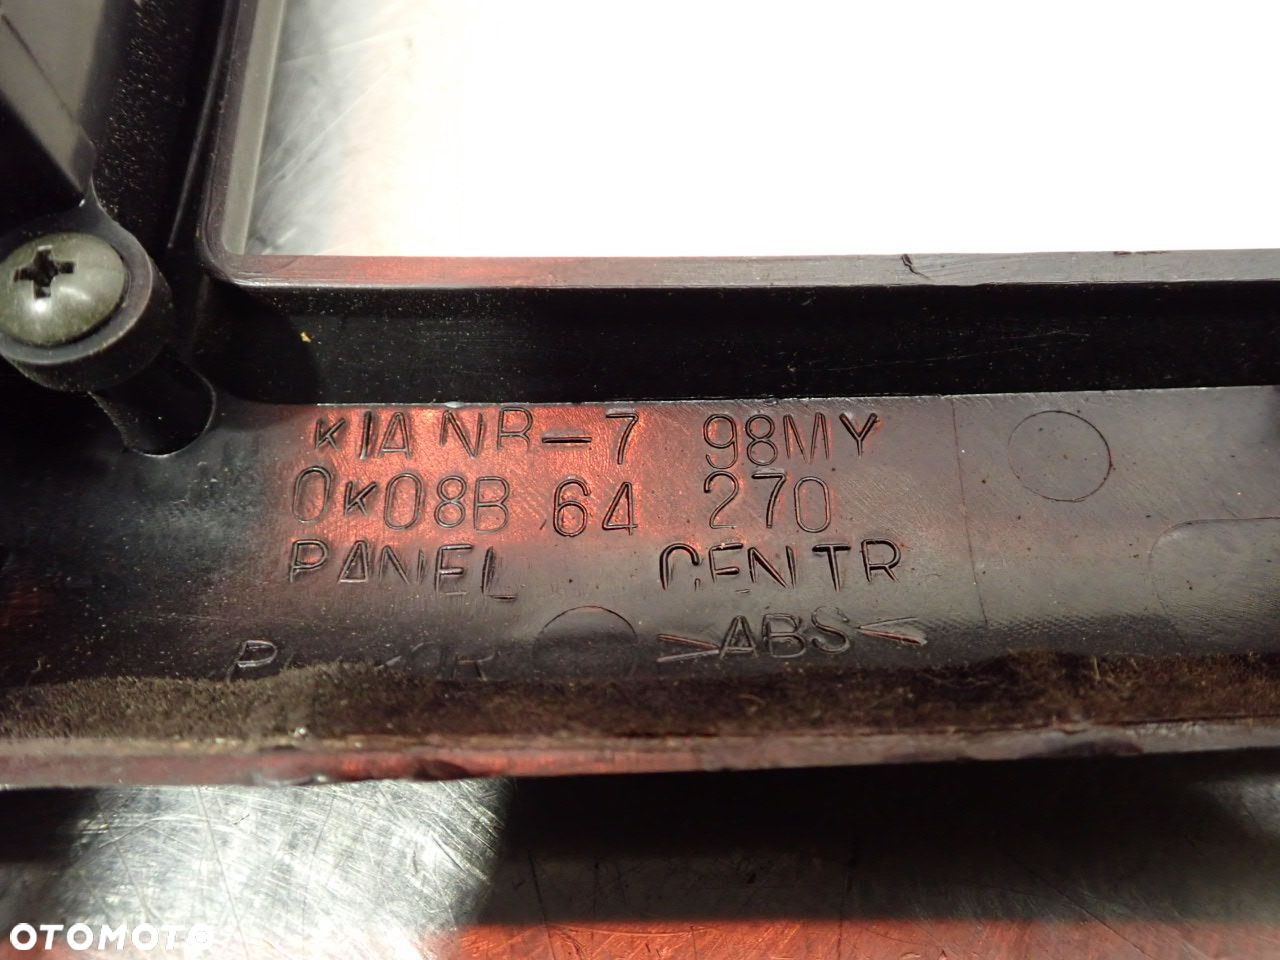 KIA NB-7 98MY
0K08B 64 270
PANEL CENTR
>ABS<
OTOMOTO